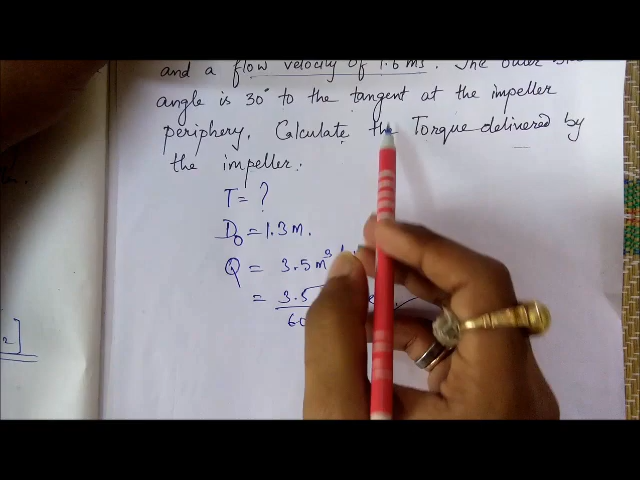 and a flow velocity of 1.6 m/s. The outer
angle is 30° to the tangent at the impeller
periphery. Calculate the Torque delivered by
the impeller.
T = ?
D₀ = 1.3 m.
Q = 3.5 m³
= 3.5
60
]